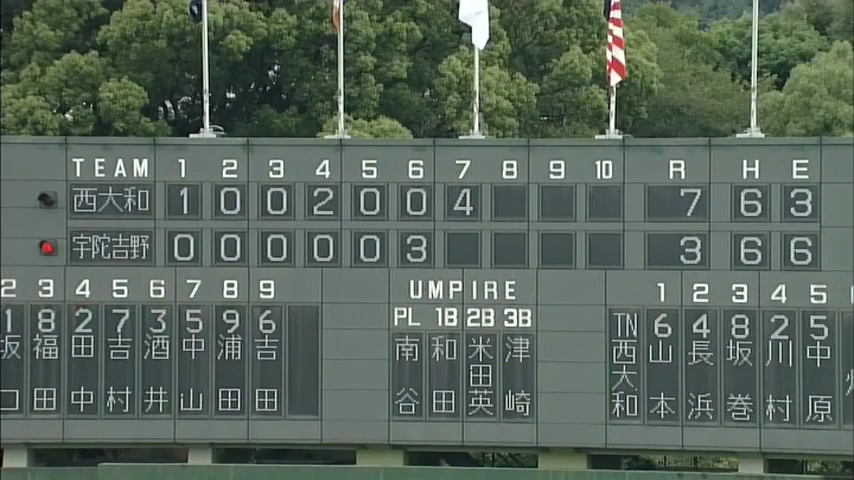 TEAM 1 2 3 4 5 6 7 8 9 10 R H E
西大和 1 0 0 2 0 0 4 7 6 3
宇陀吉野 0 0 0 0 0 3 3 6 6
2 3 4 5 6 7 8 9
1 8 2 7 3 5 9 6
坂口 福田 田中 吉村 酒井 中山 浦田 吉田
UMPIRE
PL 1B 2B 3B
南谷 和田 米田英 津崎
1 2 3 4 5
TN 6 4 8 2 5
西大和 山本 長浜 坂巻 川村 中原